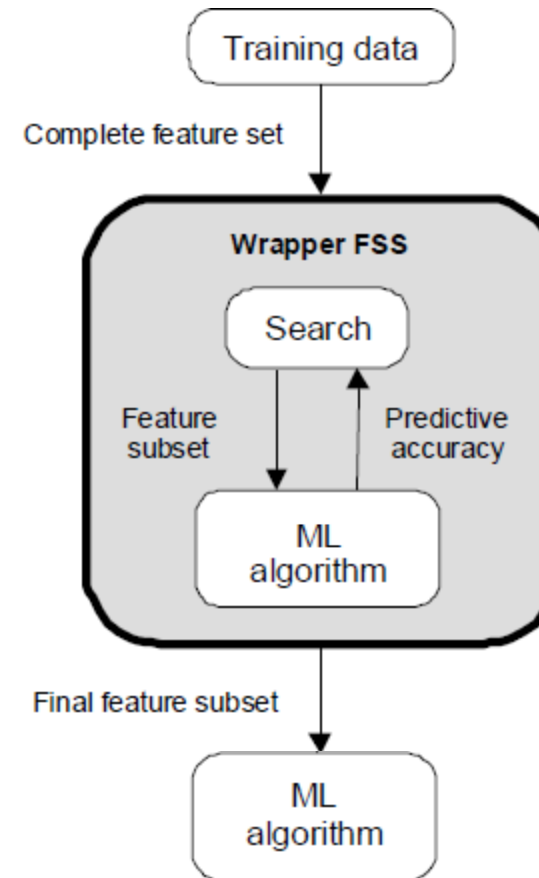 Training data
Complete feature set
Wrapper FSS
Search
Feature
subset
Predictive
accuracy
ML
algorithm
Final feature subset
ML
algorithm